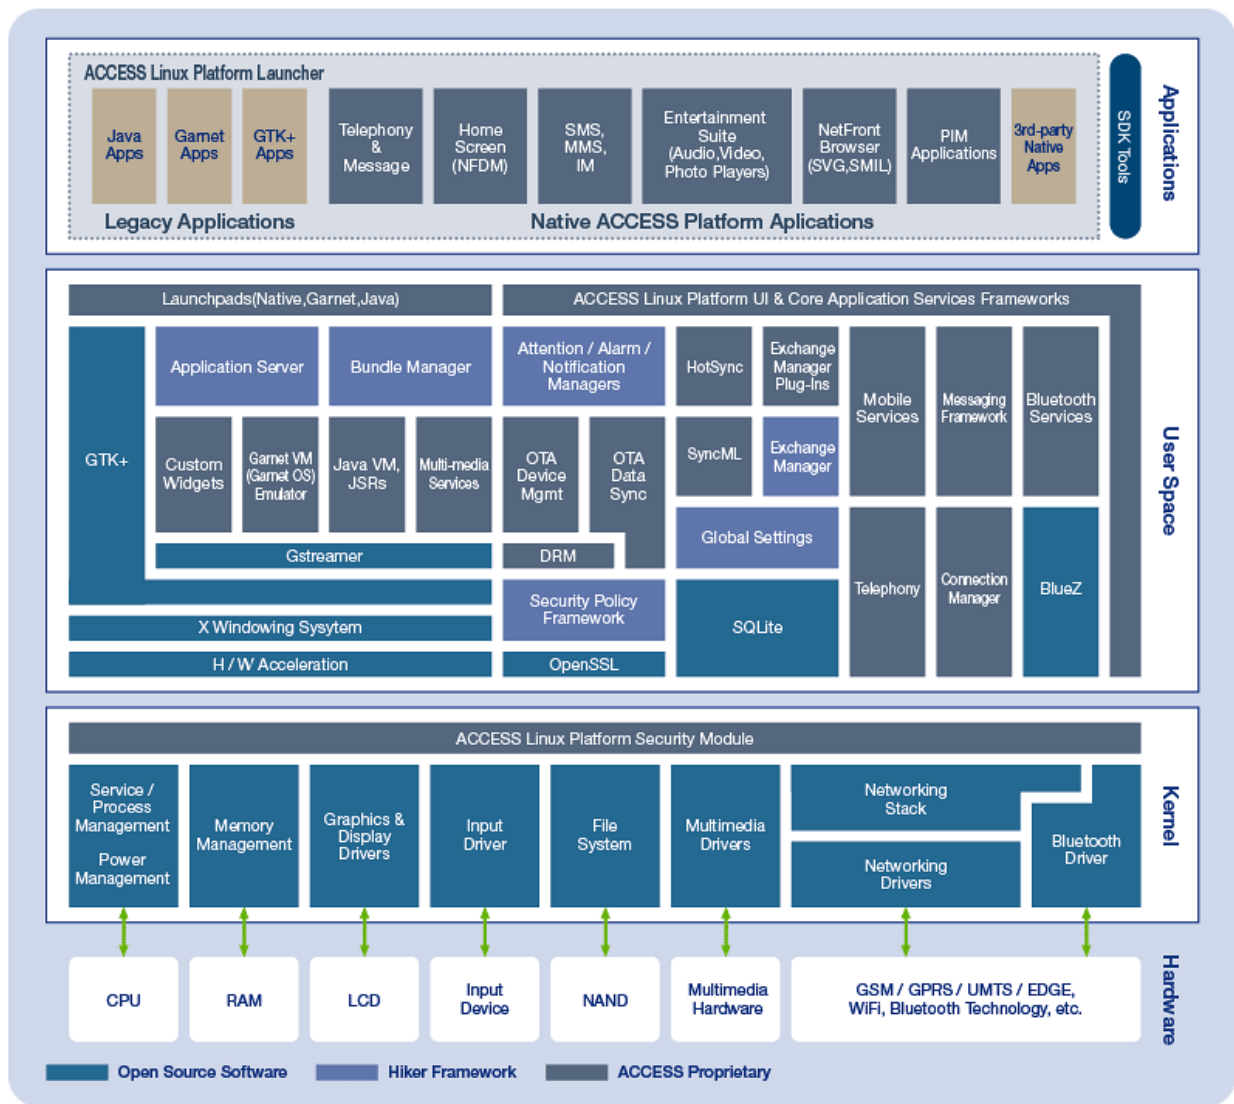 ACCESS Linux Platform Launcher
Java
Apps
Garnet
Apps
GTK+
Apps
Telephony
&
Message
Home
Screen
(NFDM)
SMS,
MMS,
IM
Entertainment
Suite
(Audio,Video,
Photo Players)
NetFront
Browser
(SVG,SMIL)
PIM
Applications
3rd-party
Native
Apps
Legacy Applications
Native ACCESS Platform Aplications
SDK Tools
Applications
Launchpads(Native,Garnet,Java)
ACCESS Linux Platform UI & Core Application Services Frameworks
GTK+
Application Server
Bundle Manager
Attention / Alarm /
Notification
Managers
HotSync
Exchange
Manager
Plug-Ins
Mobile
Services
Messaging
Framework
Bluetooth
Services
Custom
Widgets
Garnet VM
(Garnet OS)
Emulator
Java VM,
JSRs
Multi-media
Services
OTA
Device
Mgmt
OTA
Data
Sync
SyncML
Exchange
Manager
Gstreamer
DRM
Global Settings
Telephony
Connection
Manager
BlueZ
Security Policy
Framework
SQLite
X Windowing Sysytem
H / W Acceleration
OpenSSL
User Space
ACCESS Linux Platform Security Module
Service /
Process
Management
Power
Management
Memory
Management
Graphics &
Display
Drivers
Input
Driver
File
System
Multimedia
Drivers
Networking
Stack
Networking
Drivers
Bluetooth
Driver
Kernel
CPU
RAM
LCD
Input
Device
NAND
Multimedia
Hardware
GSM / GPRS / UMTS / EDGE,
WiFi, Bluetooth Technology, etc.
Hardware
Open Source Software
Hiker Framework
ACCESS Proprietary